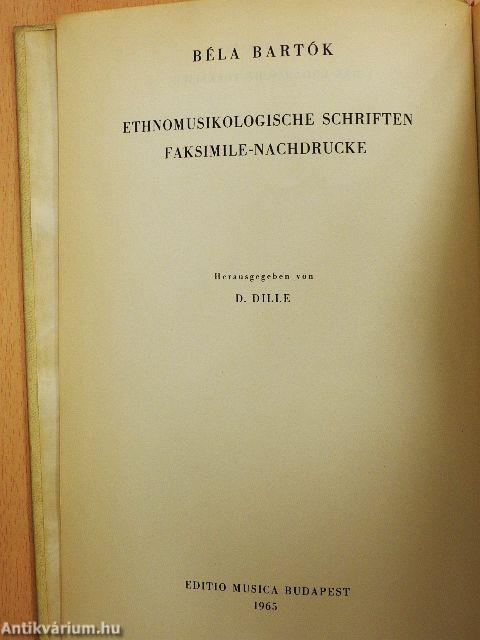 BÉLA BARTÓK
ETHNOMUSIKOLOGISCHE SCHRIFTEN
FAKSIMILE-NACHDRUCKE
Herausgegeben von
D. DILLE
EDITIO MUSICA BUDAPEST
1965
Antikvárium.hu